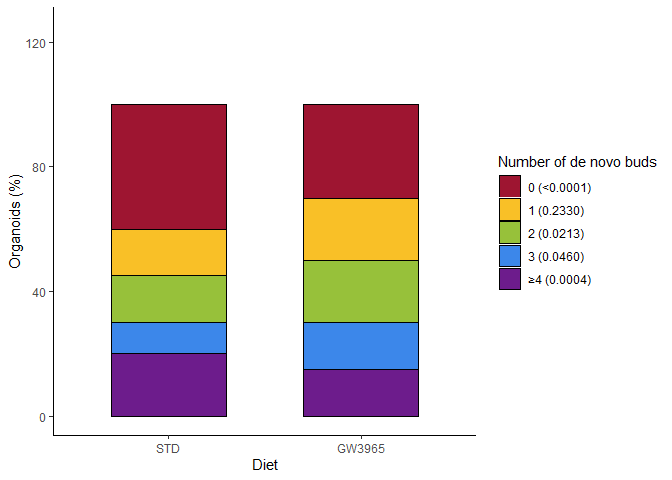 120
80
40
0
Organoids (%)
STD
GW3965
Diet
Number of de novo buds
0 (<0.0001)
1 (0.2330)
2 (0.0213)
3 (0.0460)
≥4 (0.0004)